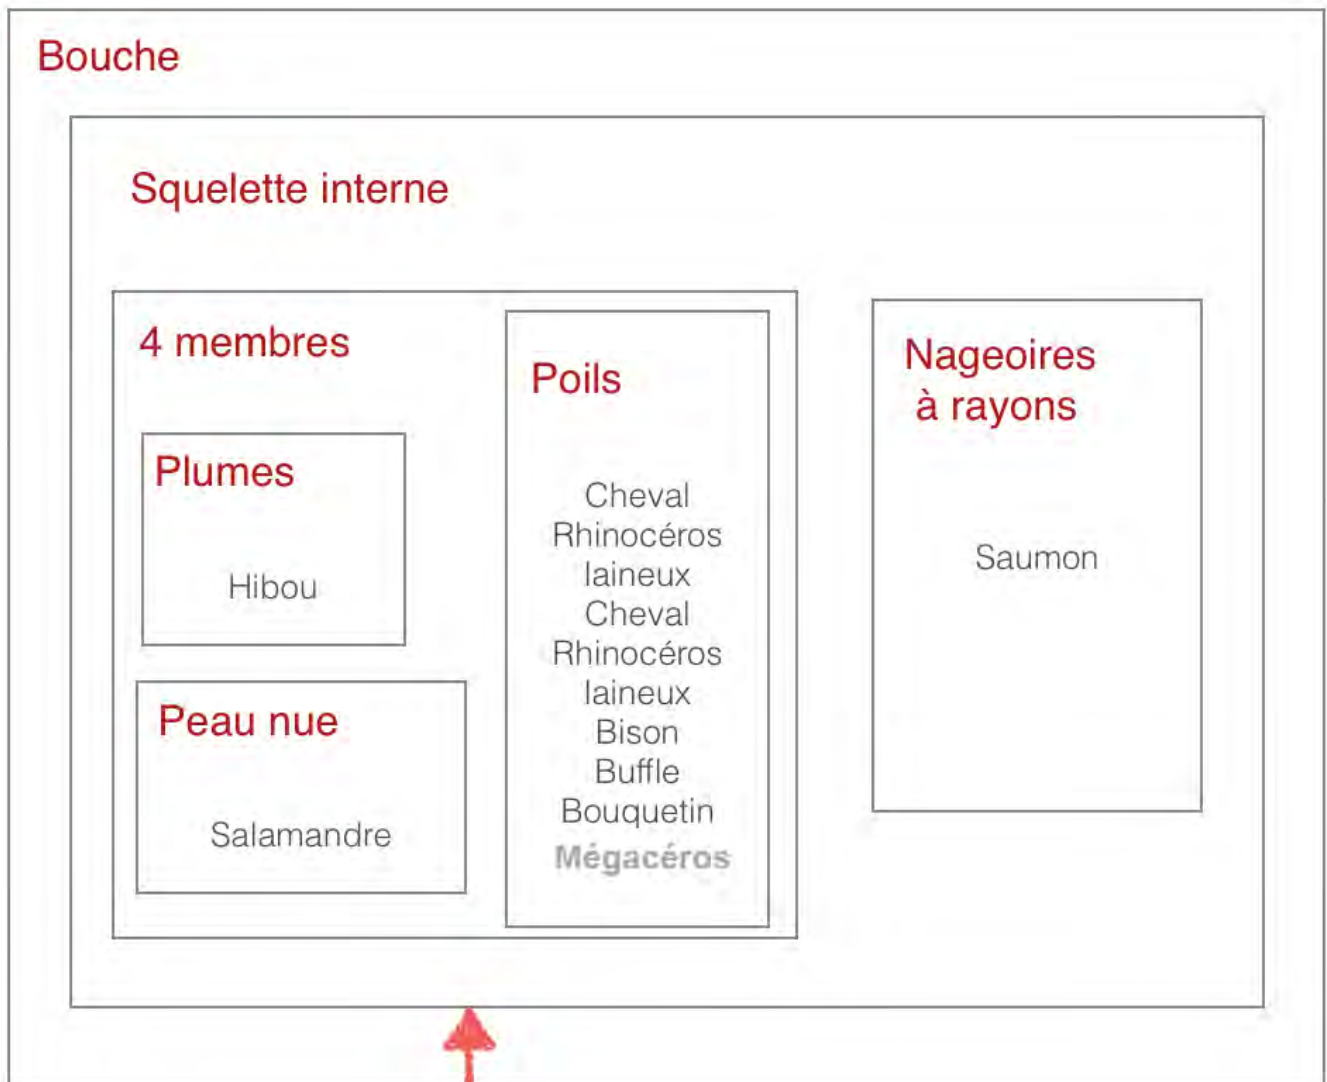 Bouche
Squelette interne
4 membres
Plumes
Hibou
Peau nue
Salamandre
Poils
Cheval
Rhinocéros
laineux
Cheval
Rhinocéros
laineux
Bison
Buffle
Bouquetin
Mégacéros
Nageoires
à rayons
Saumon